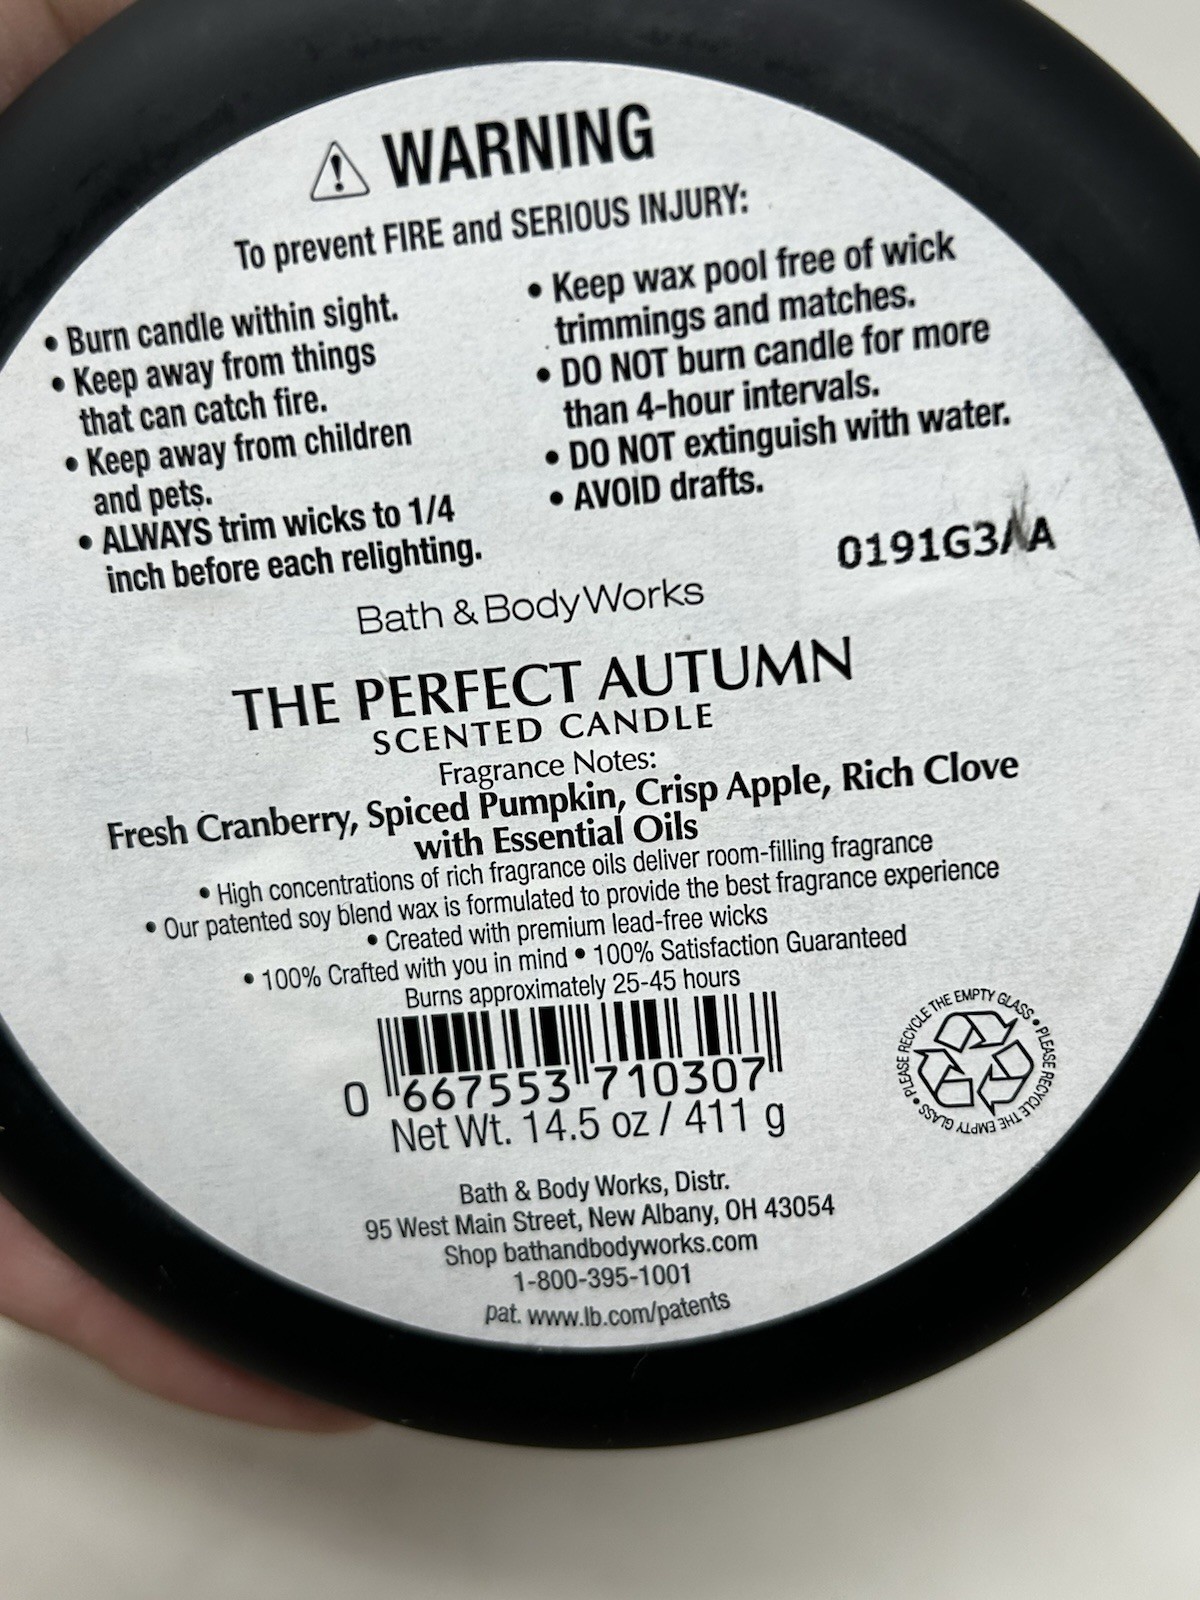 WARNING
To prevent FIRE and SERIOUS INJURY:
• Burn candle within sight.
• Keep away from things
that can catch fire.
• Keep away from children
and pets.
• ALWAYS trim wicks to 1/4
inch before each relighting.
• Keep wax pool free of wick
trimmings and matches.
• DO NOT burn candle for more
than 4-hour intervals.
• DO NOT extinguish with water.
• AVOID drafts.
Bath & Body Works
THE PERFECT AUTUMN
SCENTED CANDLE
Fragrance Notes:
Fresh Cranberry, Spiced Pumpkin, Crisp Apple, Rich Clove
with Essential Oils
• High concentrations of rich fragrance oils deliver room-filling fragrance
• Our patented soy blend wax is formulated to provide the best fragrance experience
• Created with premium lead-free wicks
• 100% Crafted with you in mind • 100% Satisfaction Guaranteed
Burns approximately 25-45 hours
0 667553 710307
Net Wt. 14.5 oz / 411 g
PLEASE RECYCLE THE EMPTY GLASS • PLEASE RECYCLE THE EMPTY GLASS •
Bath & Body Works, Distr.
95 West Main Street, New Albany, OH 43054
Shop bathandbodyworks.com
1-800-395-1001
pat. www.lb.com/patents